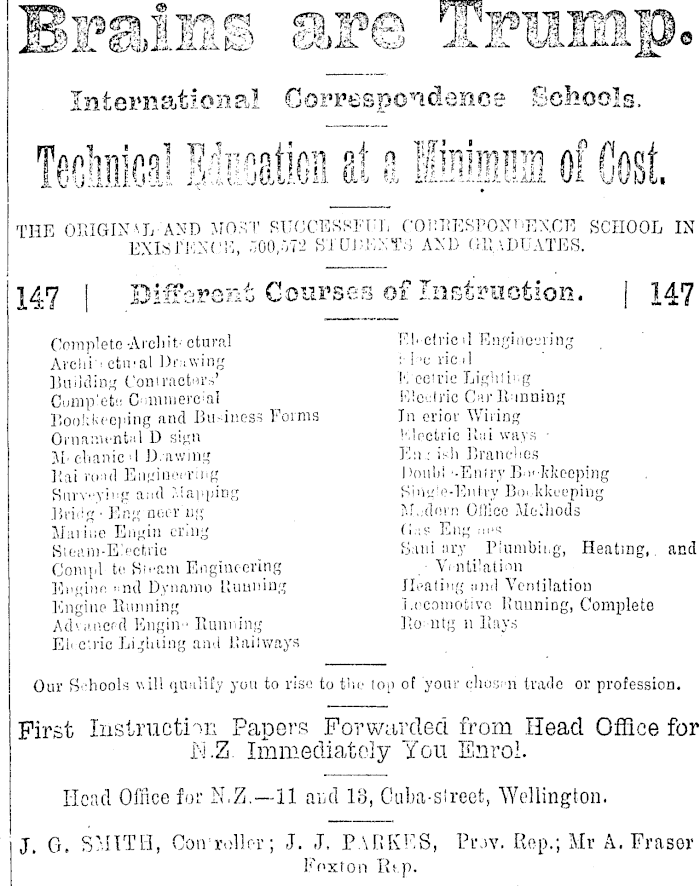 Brains are Trump.
International Correspondence Schools.
Technical Education at a Minimum of Cost.
THE ORIGINAL AND MOST SUCCESSFUL CORRESPONDENCE SCHOOL IN
EXISTENCE, 500,572 STUDENTS AND GRADUATES.
147 | Different Courses of Instruction. | 147
Complete Architectural
Architectural Drawing
Building Contractors'
Complete Commercial
Bookkeeping and Business Forms
Ornamental Design
Mechanical Drawing
Railroad Engineering
Surveying and Mapping
Bridge Engineering
Marine Engineering
Steam-Electric
Complete Steam Engineering
Engine and Dynamo Running
Engine Running
Advanced Engine Running
Electric Lighting and Railways
Electrical Engineering
Electrical
Electric Lighting
Electric Car Running
Interior Wiring
Electric Railways
English Branches
Double-Entry Bookkeeping
Single-Entry Bookkeeping
Modern Office Methods
Gas Engines
Sanitary Plumbing, Heating, and
Ventilation
Heating and Ventilation
Locomotive Running, Complete
Roentgen Rays
Our Schools will qualify you to rise to the top of your chosen trade or profession.
First Instruction Papers Forwarded from Head Office for
N.Z. Immediately You Enrol.
Head Office for N.Z.—11 and 13, Cuba-street, Wellington.
J. G. SMITH, Controller; J. J. PARKES, Prov. Rep.; Mr A. Fraser
Foxton Rep.